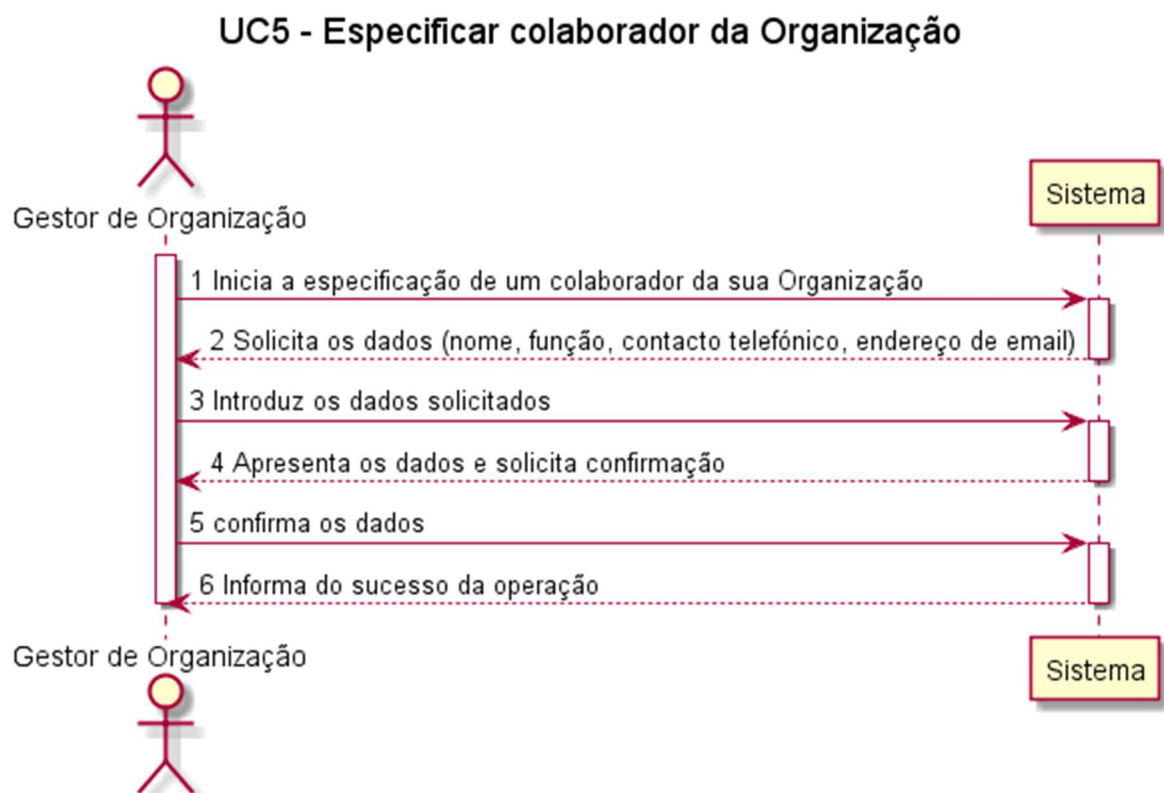 UC5 - Especificar colaborador da Organização
Gestor de Organização
Sistema
1 Inicia a especificação de um colaborador da sua Organização
2 Solicita os dados (nome, função, contacto telefónico, endereço de email)
3 Introduz os dados solicitados
4 Apresenta os dados e solicita confirmação
5 confirma os dados
6 Informa do sucesso da operação
Gestor de Organização
Sistema